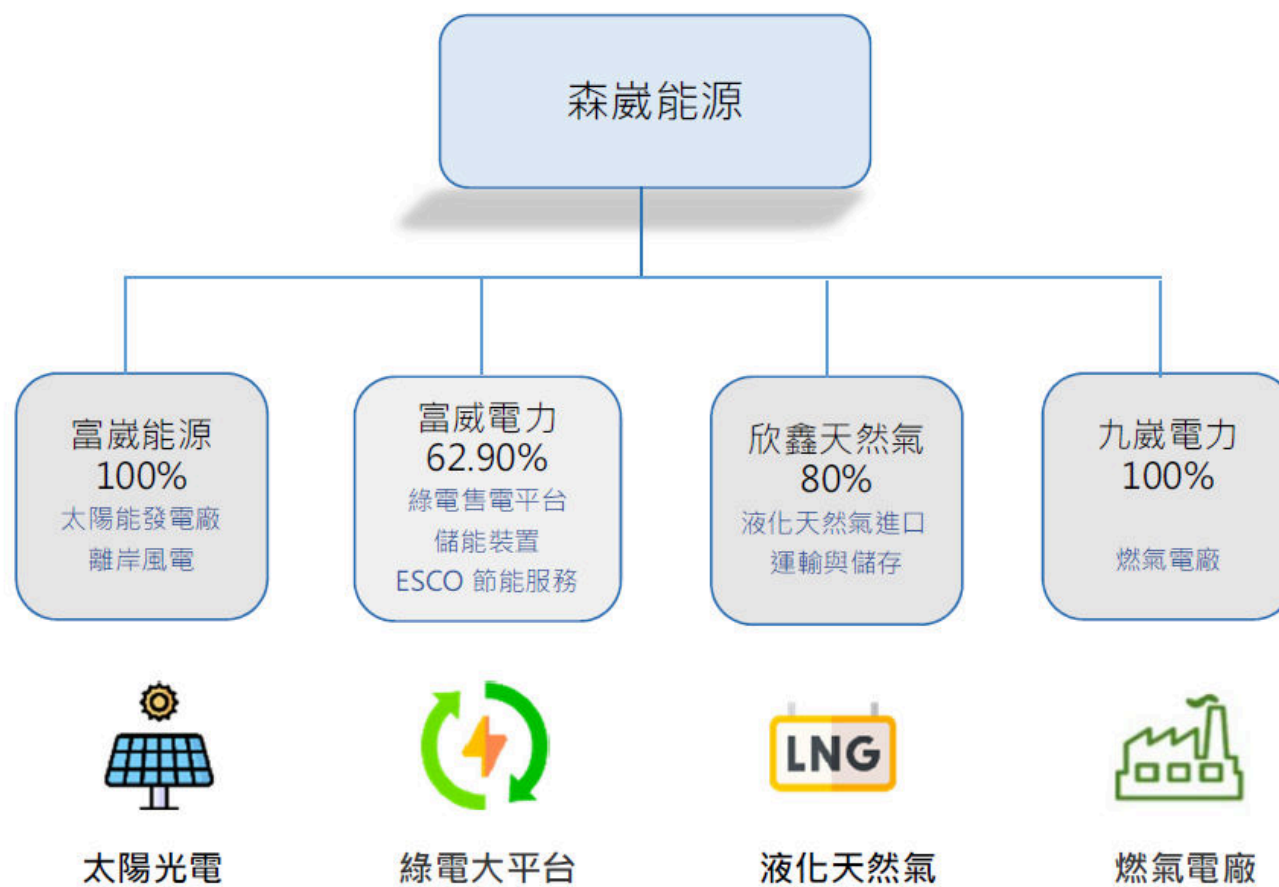 森崴能源
富崴能源
100%
太陽能發電廠
離岸風電
富威電力
62.90%
綠電售電平台
儲能裝置
ESCO 節能服務
欣鑫天然氣
80%
液化天然氣進口
運輸與儲存
九崴電力
100%
燃氣電廠
LNG
太陽光電
綠電大平台
液化天然氣
燃氣電廠